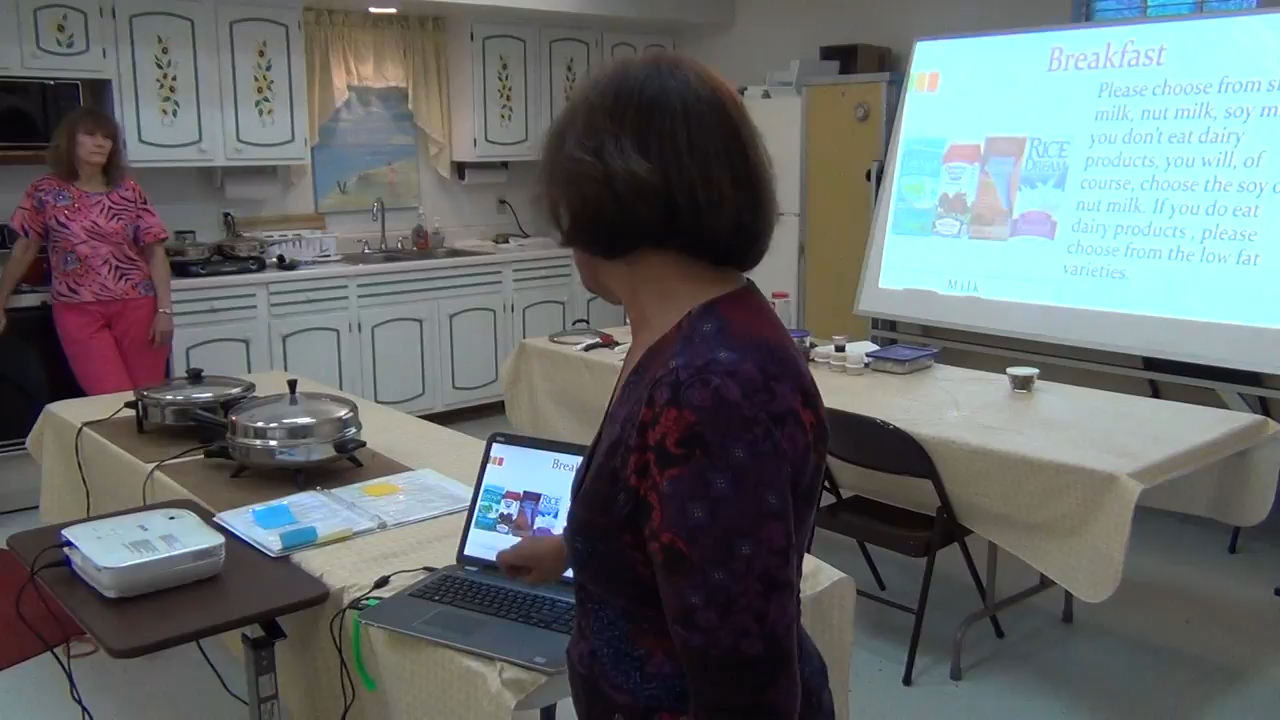 Breakfast
Please choose from
milk, nut milk, soy
you don't eat dairy
products, you will, of
course, choose the soy
nut milk. If you do eat
dairy products , please
choose from the low fat
varieties.
RICE
DREAM
Milk
RICE